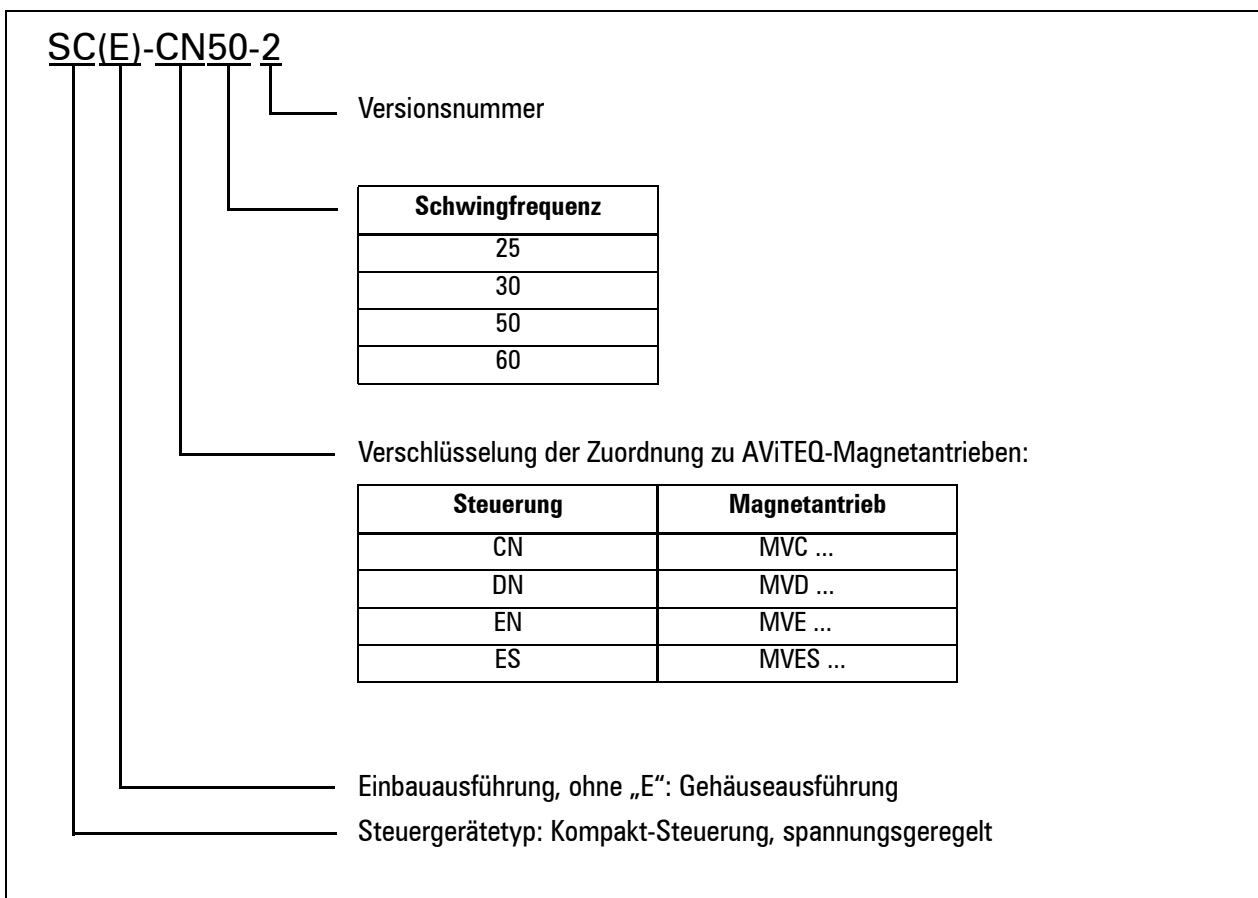 SC(E)-CN50-2
Versionsnummer
Schwingfrequenz
25
30
50
60
Verschlüsselung der Zuordnung zu AViTEQ-Magnetantrieben:
Steuerung Magnetantrieb
CN MVC ...
DN MVD ...
EN MVE ...
ES MVES ...
Einbauausführung, ohne „E“: Gehäuseausführung
Steuergerätetyp: Kompakt-Steuerung, spannungsgeregelt